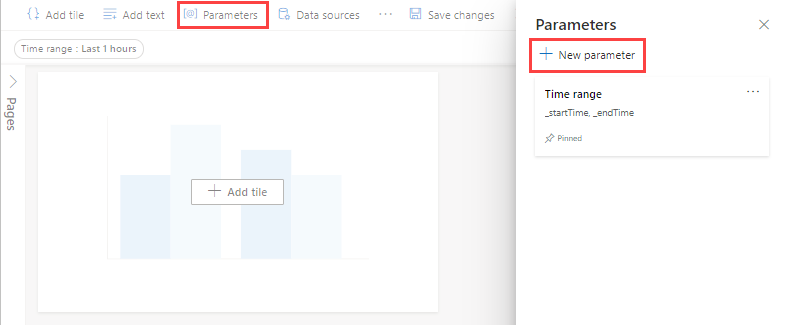 Add tile Add text Parameters Data sources ... Save changes
Time range : Last 1 hours
Pages
Add tile
Parameters
New parameter
Time range ...
_startTime, _endTime
Pinned